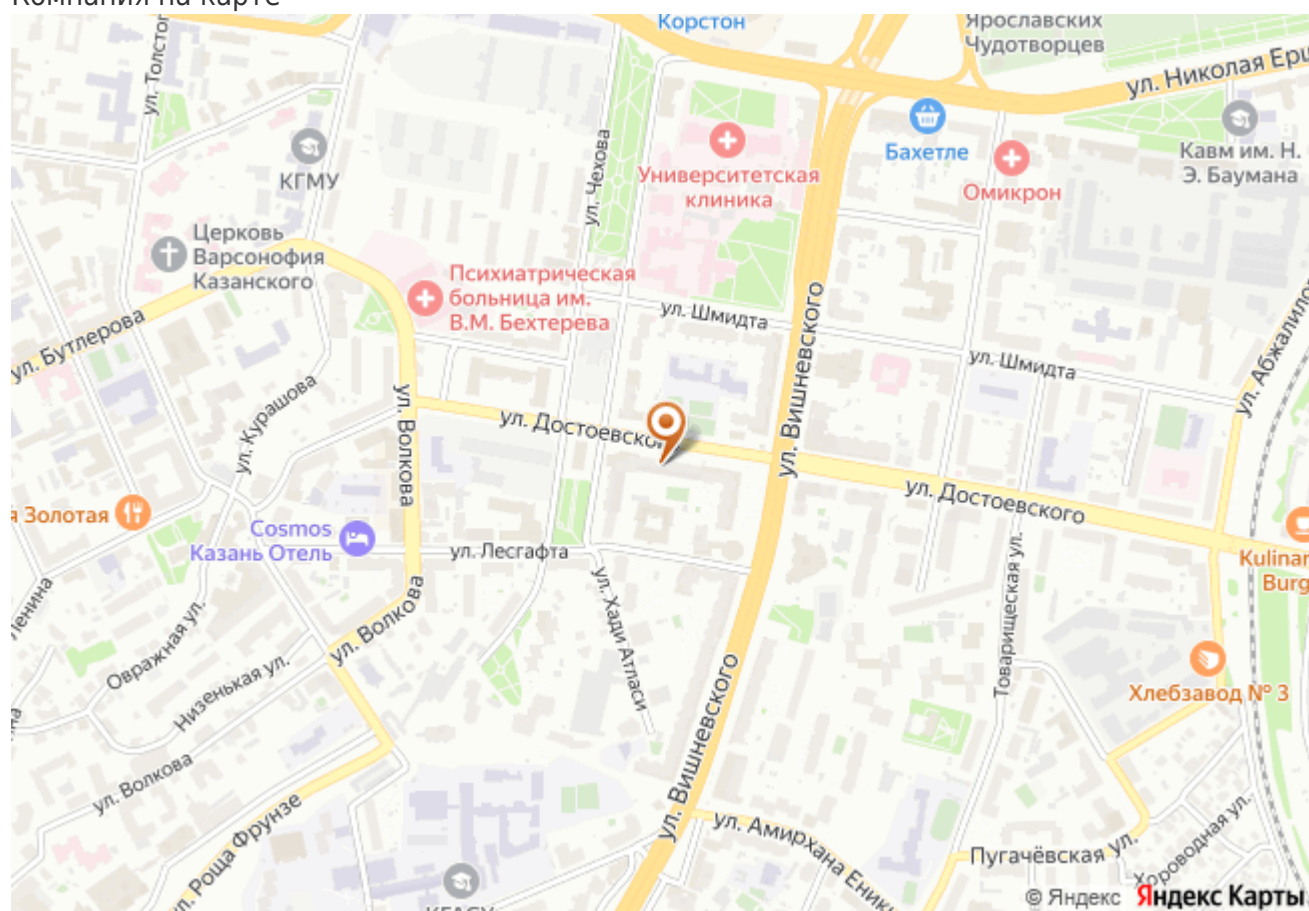 Компания на карте
Корстон
Ярославских
Чудотворцев
ул. Николая Ерш
ул. Толстого
Бахетле
КГМУ
ул. Чехова
Университетская
клиника
Омикрон
Кавм им. Н.
Э. Баумана
Церковь
Варсонофия
Казанского
Психиатрическая
больница им.
В.М. Бехтерева
ул. Шмидта
ул. Вишневского
ул. Бутлерова
ул. Шмидта
ул. Абжалилов
ул. Курашова
ул. Волкова
ул. Достоевского
ул. Достоевского
я Золотая
Cosmos
Казань Отель
ул. Лесгафта
Kulinar
Burg
Ленина
Овражная ул.
ул. Волкова
ул. Хади Атласи
Товарищеская ул.
Низенькая ул.
Хлебзавод № 3
ул. Вишневского
ул. Волкова
ул. Роща Фрунзе
ул. Амирхана Еники
Пугачёвская ул.
Хороводная ул.
КГАСУ
© Яндекс Яндекс Карты